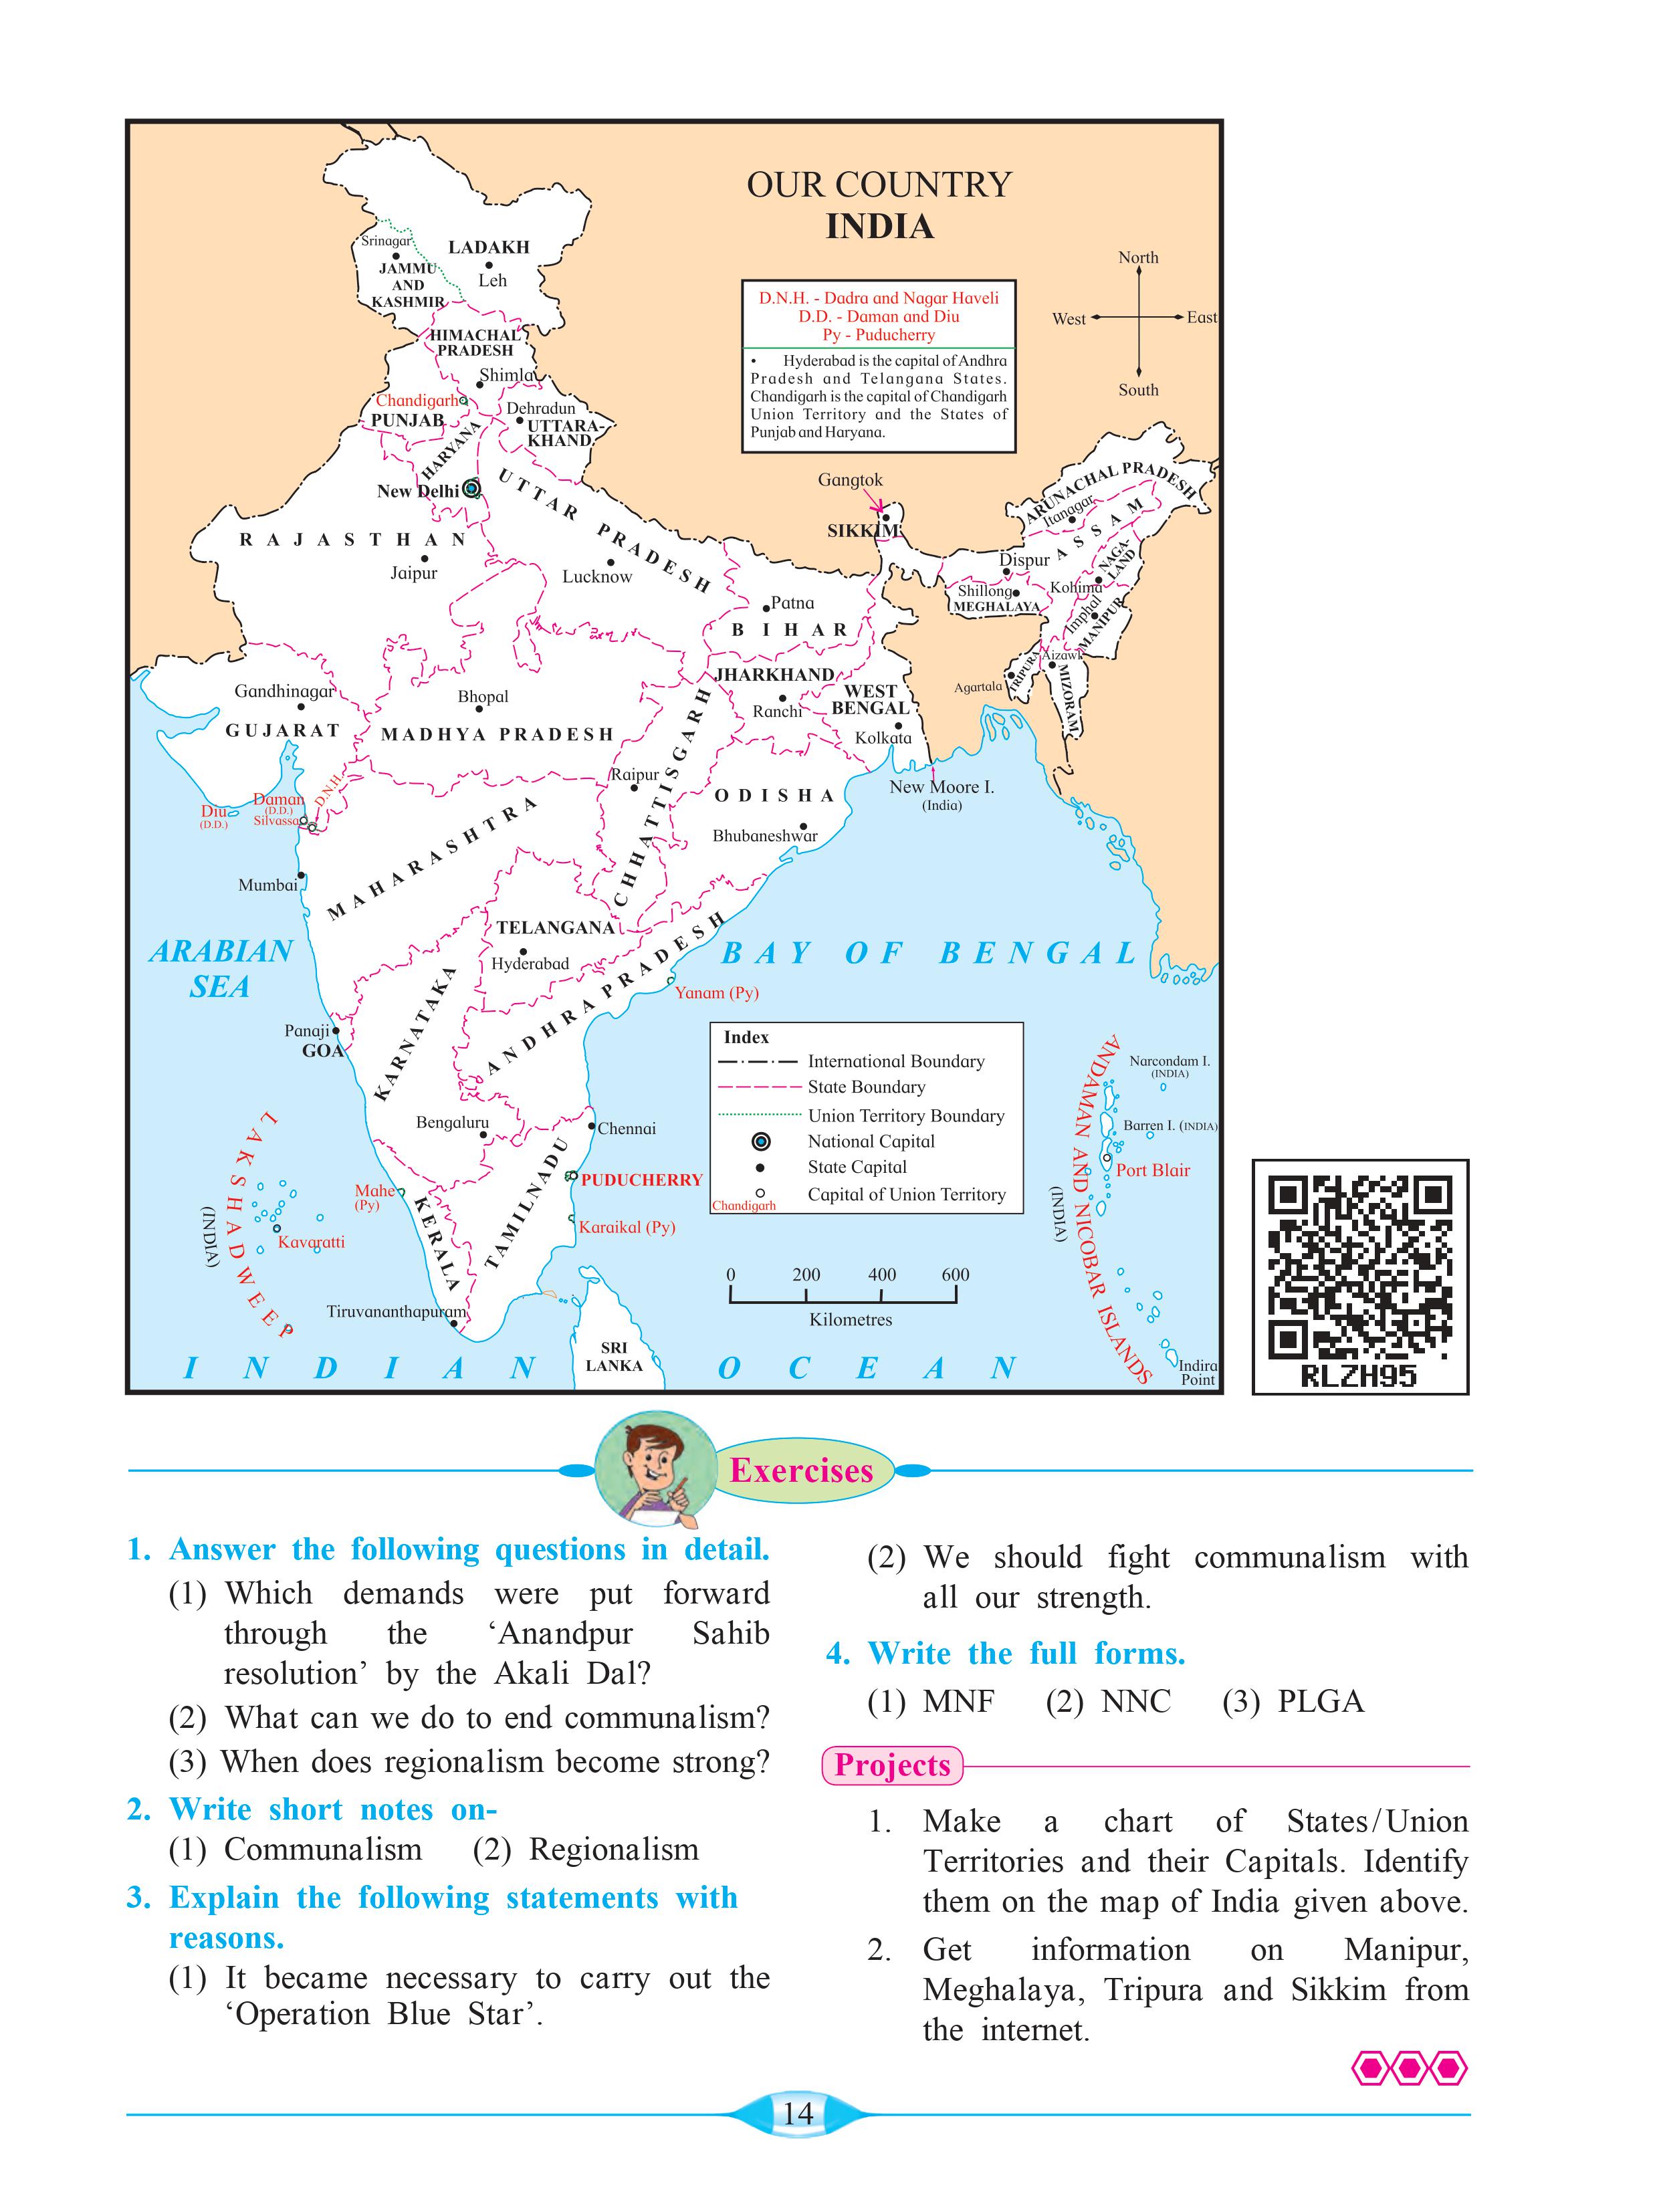 OUR COUNTRY
INDIA
D.N.H. - Dadra and Nagar Haveli
D.D. - Daman and Diu
Py - Puducherry
• Hyderabad is the capital of Andhra
Pradesh and Telangana States.
Chandigarh is the capital of Chandigarh
Union Territory and the States of
Punjab and Haryana.
North
West
East
South
Srinagar
JAMMU
AND
KASHMIR
LADAKH
Leh
HIMACHAL
PRADESH
Shimla
Chandigarh
PUNJAB
HARYANA
Dehradun
UTTARA-
KHAND
New Delhi
UTTAR PRADESH
Lucknow
RAJASTHAN
Jaipur
Gangtok
SIKKIM
ARUNACHAL PRADESH
Itanagar
ASSAM
Dispur
NAGA-
LAND
Kohima
Shillong
MEGHALAYA
Imphal
MANIPUR
Aizawl
MIZORAM
TRIPURA
Agartala
Patna
BIHAR
JHARKHAND
Ranchi
WEST
BENGAL
Kolkata
New Moore I.
(India)
Gandhinagar
GUJARAT
Bhopal
MADHYA PRADESH
CHHATTISGARH
Raipur
ODISHA
Bhubaneshwar
Diu
(D.D.)
Daman
(D.D.)
Silvassa
D.N.H.
Mumbai
MAHARASHTRA
TELANGANA
Hyderabad
ANDHRA PRADESH
Yanam (Py)
ARABIAN
SEA
BAY OF BENGAL
Panaji
GOA
KARNATAKA
Bengaluru
Chennai
TAMILNADU
PUDUCHERRY
Karaikal (Py)
Mahe
(Py)
KERALA
Tiruvananthapuram
LAKSHADWEEP
(INDIA)
Kavaratti
SRI
LANKA
INDIAN OCEAN
Index
International Boundary
State Boundary
Union Territory Boundary
National Capital
State Capital
Chandigarh Capital of Union Territory
0 200 400 600
Kilometres
ANDAMAN AND NICOBAR ISLANDS
(INDIA)
Narcondam I.
(INDIA)
Barren I. (INDIA)
Port Blair
Indira
Point
RLZH95
Exercises
1. Answer the following questions in detail.
(1) Which demands were put forward
through the ‘Anandpur Sahib
resolution’ by the Akali Dal?
(2) What can we do to end communalism?
(3) When does regionalism become strong?
2. Write short notes on-
(1) Communalism (2) Regionalism
3. Explain the following statements with
reasons.
(1) It became necessary to carry out the
‘Operation Blue Star’.
(2) We should fight communalism with
all our strength.
4. Write the full forms.
(1) MNF (2) NNC (3) PLGA
Projects
1. Make a chart of States/Union
Territories and their Capitals. Identify
them on the map of India given above.
2. Get information on Manipur,
Meghalaya, Tripura and Sikkim from
the internet.
14